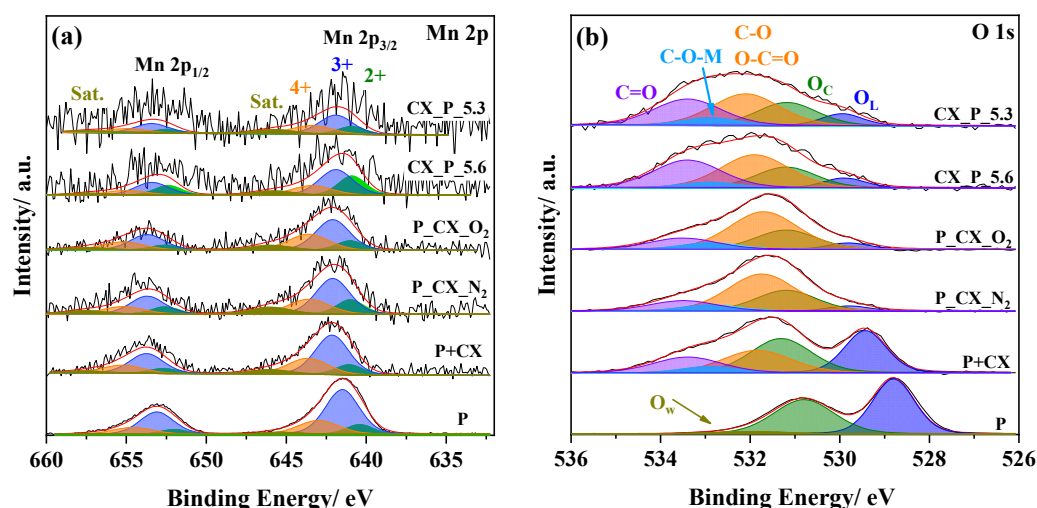 (a)
Mn 2p
Mn 2p3/2
Mn 2p1/2
Sat.
Sat.
4+
3+
2+
CX_P_5.3
CX_P_5.6
P_CX_O2
P_CX_N2
P+CX
P
Intensity/ a.u.
660 655 650 645 640 635
Binding Energy/ eV
(b)
O 1s
C-O
O-C=O
C-O-M
C=O
OC
OL
CX_P_5.3
CX_P_5.6
P_CX_O2
P_CX_N2
P+CX
Ow
P
Intensity/ a.u.
536 534 532 530 528 526
Binding Energy/ eV